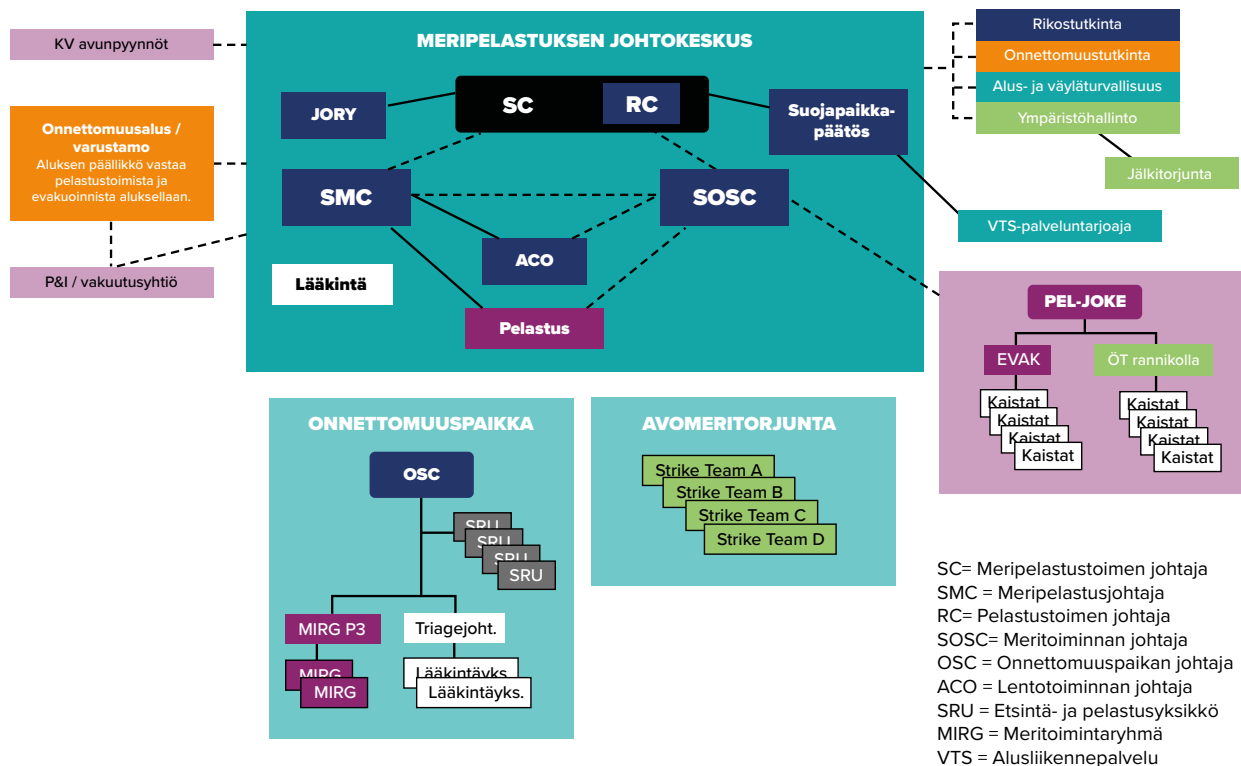 KV avunpyynnöt
Onnettomuusalus /
varustamo
Aluksen päällikkö vastaa
pelastustoimista ja
evakuoinnista aluksellaan.
P&I / vakuutusyhtiö
MERIPELASTUKSEN JOHTOKESKUS
SC
RC
JORY
Suojapaikka-
päätös
SMC
SOSC
ACO
Lääkintä
Pelastus
Rikostutkinta
Onnettomuustutkinta
Alus- ja väyläturvallisuus
Ympäristöhallinto
Jälkitorjunta
VTS-palveluntarjoaja
PEL-JOKE
EVAK
ÖT rannikolla
Kaistat
Kaistat
Kaistat
Kaistat
Kaistat
Kaistat
Kaistat
Kaistat
ONNETTOMUUSPAIKKA
OSC
SRU
SRU
SRU
SRU
MIRG P3
Triagejoht.
MIRG
MIRG
Lääkintäyks.
Lääkintäyks.
AVOMERITORJUNTA
Strike Team A
Strike Team B
Strike Team C
Strike Team D
SC= Meripelastustoimen johtaja
SMC = Meripelastusjohtaja
RC= Pelastustoimen johtaja
SOSC= Meritoiminnan johtaja
OSC = Onnettomuuspaikan johtaja
ACO = Lentotoiminnan johtaja
SRU = Etsintä- ja pelastusyksikkö
MIRG = Meritoimintaryhmä
VTS = Alusliikennepalvelu